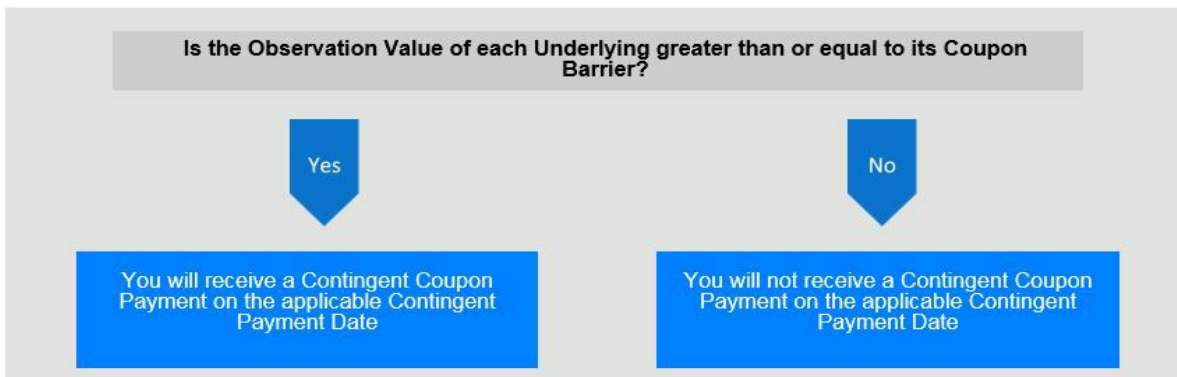 Is the Observation Value of each Underlying greater than or equal to its Coupon
Barrier?
Yes
No
You will receive a Contingent Coupon
Payment on the applicable Contingent
Payment Date
You will not receive a Contingent Coupon
Payment on the applicable Contingent
Payment Date